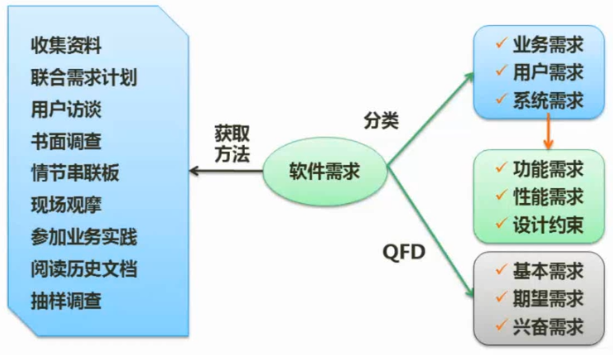 收集资料
联合需求计划
用户访谈
书面调查
情节串联板
现场观摩
参加业务实践
阅读历史文档
抽样调查
获取
方法
软件需求
分类
QFD
业务需求
用户需求
系统需求
功能需求
性能需求
设计约束
基本需求
期望需求
兴奋需求